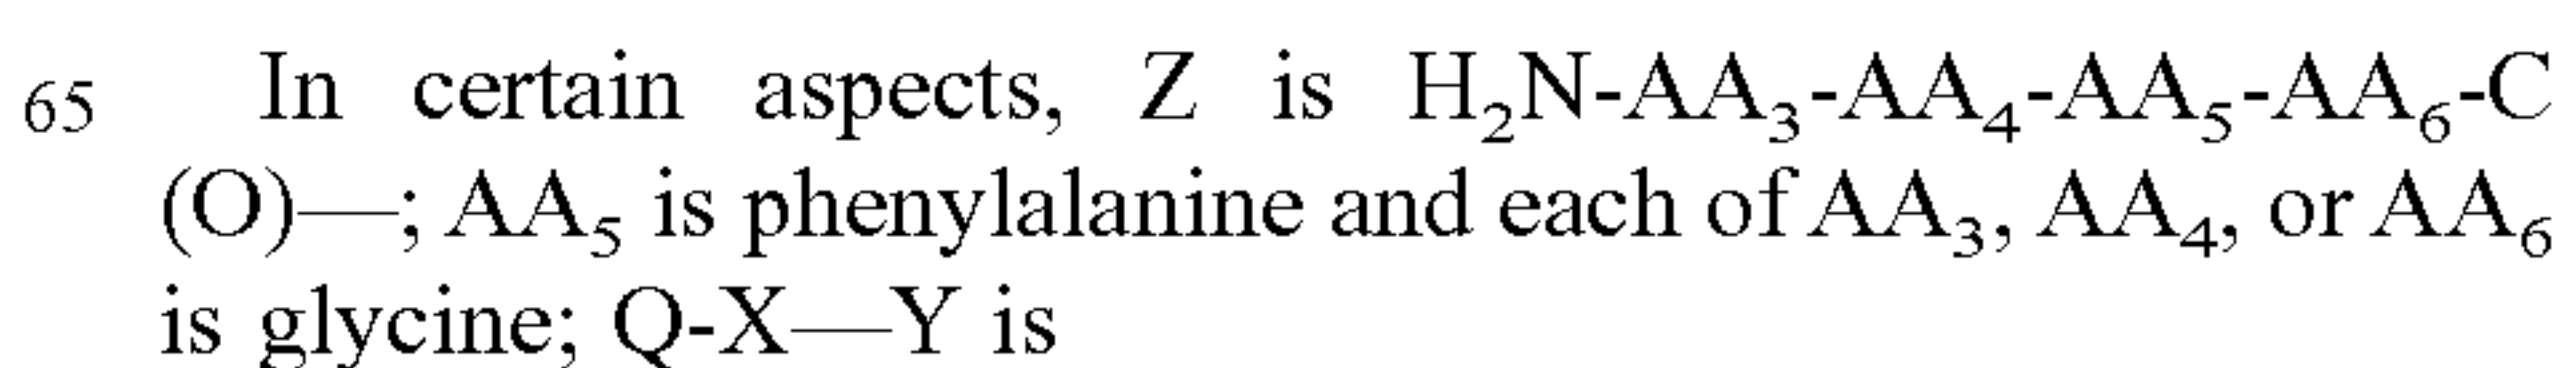 65 In certain aspects, Z is H₂N-AA₃-AA₄-AA₅-AA₆-C
(O)—; AA₅ is phenylalanine and each of AA₃, AA₄, or AA₆
is glycine; Q-X—Y is